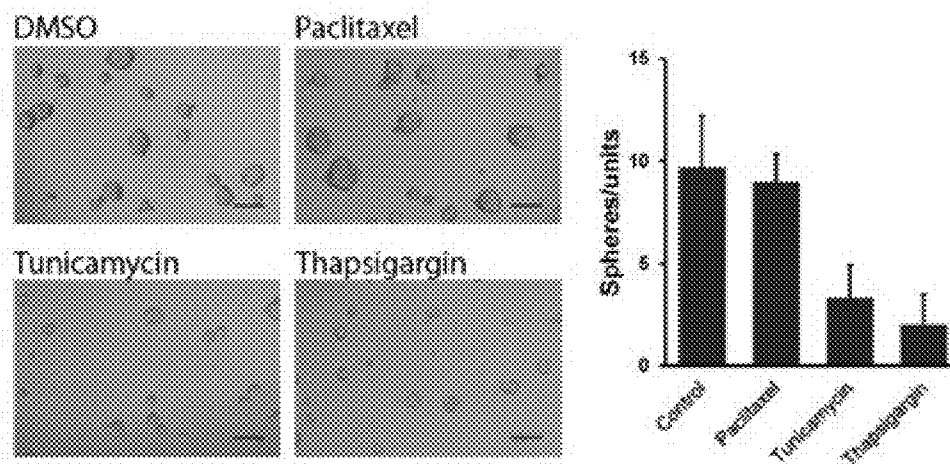 DMSO
Paclitaxel
Tunicamycin
Thapsigargin
Spheres/units
15
10
5
0
Control
Paclitaxel
Tunicamycin
Thapsigargin